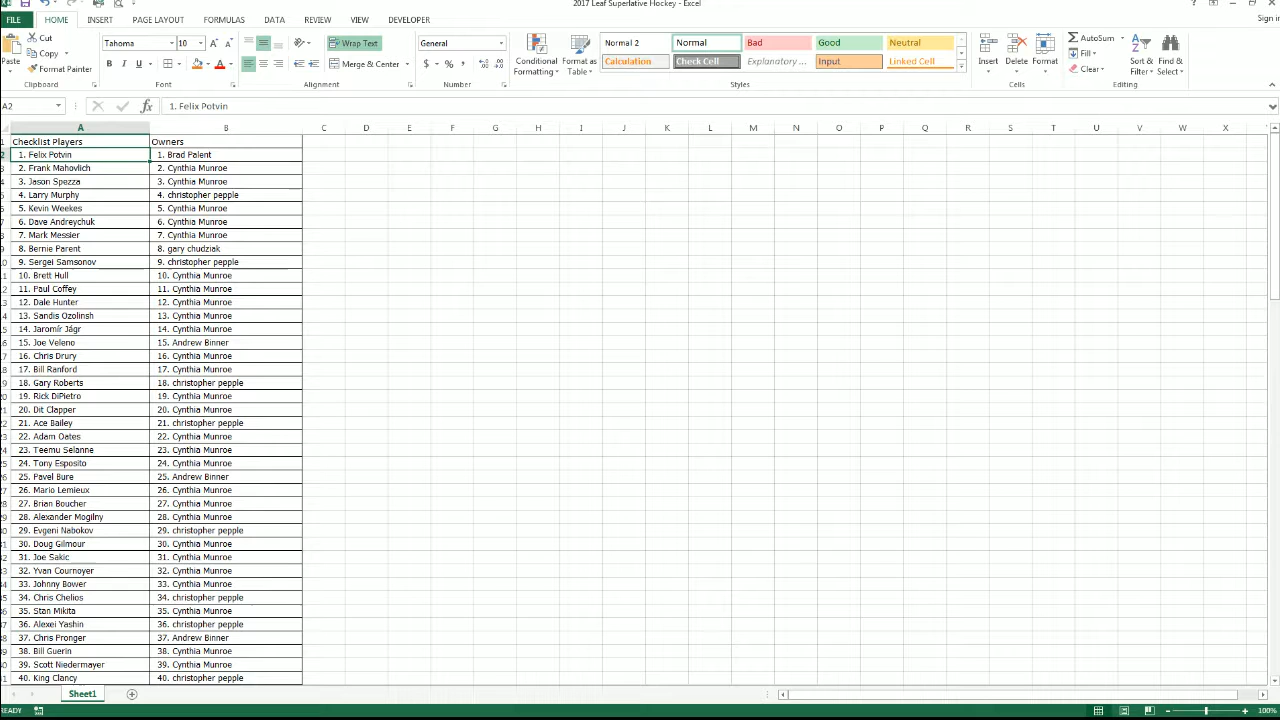 2017 Leaf Superlative Hockey - Excel
FILE HOME INSERT PAGE LAYOUT FORMULAS DATA REVIEW VIEW DEVELOPER Sign in
Cut
Copy
Format Painter
Paste
Clipboard
Tahoma 10
B I U
Font
Wrap Text
Merge & Center
Alignment
General
$ % ,
Number
Conditional Formatting
Format as Table
Normal 2 Normal Bad Good Neutral
Calculation Check Cell Explanatory ... Input Linked Cell
Styles
Insert Delete Format
Cells
AutoSum
Fill
Clear
Sort & Filter
Find & Select
Editing
A2 fx 1. Felix Potvin
A B C D E F G H I J K L M N O P Q R S T U V W X
Checklist Players Owners
1. Felix Potvin 1. Brad Palent
2. Frank Mahovlich 2. Cynthia Munroe
3. Jason Spezza 3. Cynthia Munroe
4. Larry Murphy 4. christopher pepple
5. Kevin Weekes 5. Cynthia Munroe
6. Dave Andreychuk 6. Cynthia Munroe
7. Mark Messier 7. Cynthia Munroe
8. Bernie Parent 8. gary chudziak
9. Sergei Samsonov 9. christopher pepple
10. Brett Hull 10. Cynthia Munroe
11. Paul Coffey 11. Cynthia Munroe
12. Dale Hunter 12. Cynthia Munroe
13. Sandis Ozolinsh 13. Cynthia Munroe
14. Jaromír Jágr 14. Cynthia Munroe
15. Joe Veleno 15. Andrew Binner
16. Chris Drury 16. Cynthia Munroe
17. Bill Ranford 17. Cynthia Munroe
18. Gary Roberts 18. christopher pepple
19. Rick DiPietro 19. Cynthia Munroe
20. Dit Clapper 20. Cynthia Munroe
21. Ace Bailey 21. christopher pepple
22. Adam Oates 22. Cynthia Munroe
23. Teemu Selanne 23. Cynthia Munroe
24. Tony Esposito 24. Cynthia Munroe
25. Pavel Bure 25. Andrew Binner
26. Mario Lemieux 26. Cynthia Munroe
27. Brian Boucher 27. Cynthia Munroe
28. Alexander Mogilny 28. Cynthia Munroe
29. Evgeni Nabokov 29. christopher pepple
30. Doug Gilmour 30. Cynthia Munroe
31. Joe Sakic 31. Cynthia Munroe
32. Yvan Cournoyer 32. Cynthia Munroe
33. Johnny Bower 33. Cynthia Munroe
34. Chris Chelios 34. christopher pepple
35. Stan Mikita 35. Cynthia Munroe
36. Alexei Yashin 36. christopher pepple
37. Chris Pronger 37. Andrew Binner
38. Bill Guerin 38. Cynthia Munroe
39. Scott Niedermayer 39. Cynthia Munroe
40. King Clancy 40. christopher pepple
Sheet1
READY 100%